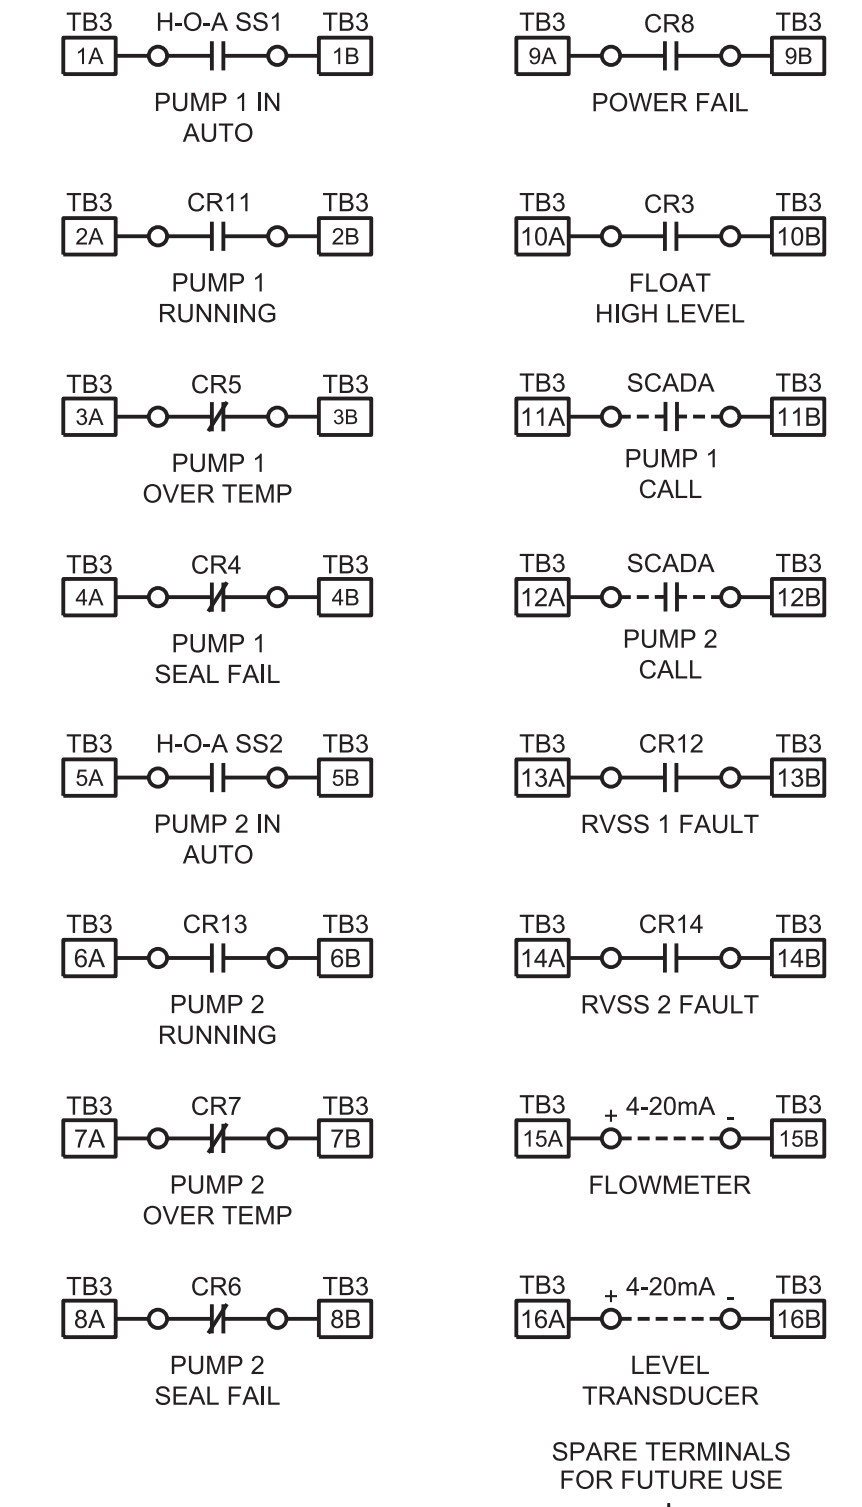 TB3 H-O-A SS1 TB3
1A 1B
PUMP 1 IN
AUTO
TB3 CR11 TB3
2A 2B
PUMP 1
RUNNING
TB3 CR5 TB3
3A 3B
PUMP 1
OVER TEMP
TB3 CR4 TB3
4A 4B
PUMP 1
SEAL FAIL
TB3 H-O-A SS2 TB3
5A 5B
PUMP 2 IN
AUTO
TB3 CR13 TB3
6A 6B
PUMP 2
RUNNING
TB3 CR7 TB3
7A 7B
PUMP 2
OVER TEMP
TB3 CR6 TB3
8A 8B
PUMP 2
SEAL FAIL
TB3 CR8 TB3
9A 9B
POWER FAIL
TB3 CR3 TB3
10A 10B
FLOAT
HIGH LEVEL
TB3 SCADA TB3
11A 11B
PUMP 1
CALL
TB3 SCADA TB3
12A 12B
PUMP 2
CALL
TB3 CR12 TB3
13A 13B
RVSS 1 FAULT
TB3 CR14 TB3
14A 14B
RVSS 2 FAULT
TB3 + 4-20mA - TB3
15A 15B
FLOWMETER
TB3 + 4-20mA - TB3
16A 16B
LEVEL
TRANSDUCER
SPARE TERMINALS
FOR FUTURE USE